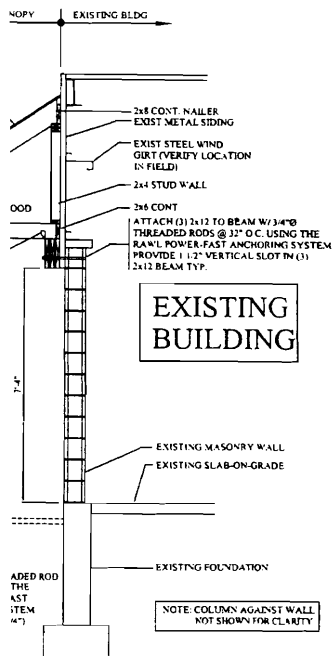 NOPY EXISTING BLDG
2x8 CONT. NAILER
EXIST METAL SIDING
EXIST STEEL WIND
GIRT (VERIFY LOCATION
IN FIELD)
2x4 STUD WALL
OOD
2x6 CONT
ATTACH (3) 2x12 TO BEAM W/ 3/4"Ø
THREADED RODS @ 32" O C. USING THE
RAWL POWER-FAST ANCHORING SYSTEM
PROVIDE 1 1/2" VERTICAL SLOT IN (3)
2x12 BEAM TYP.
EXISTING
BUILDING
7'-4"
EXISTING MASONRY WALL
EXISTING SLAB-ON-GRADE
EXISTING FOUNDATION
ADED ROD
THE
AST
STEM
/4")
NOTE: COLUMN AGAINST WALL
NOT SHOWN FOR CLARITY